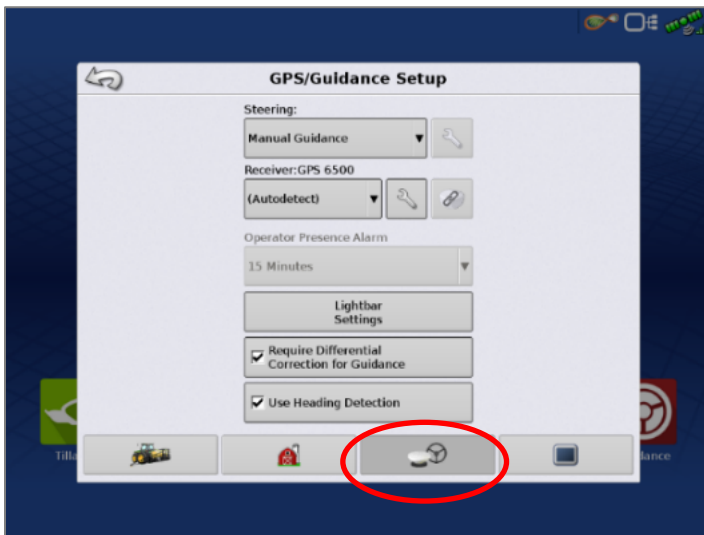 GPS/Guidance Setup
Steering:
Manual Guidance
Receiver:GPS 6500
(Autodetect)
Operator Presence Alarm
15 Minutes
Lightbar
Settings
Require Differential
Correction for Guidance
Use Heading Detection
Tilla
dance